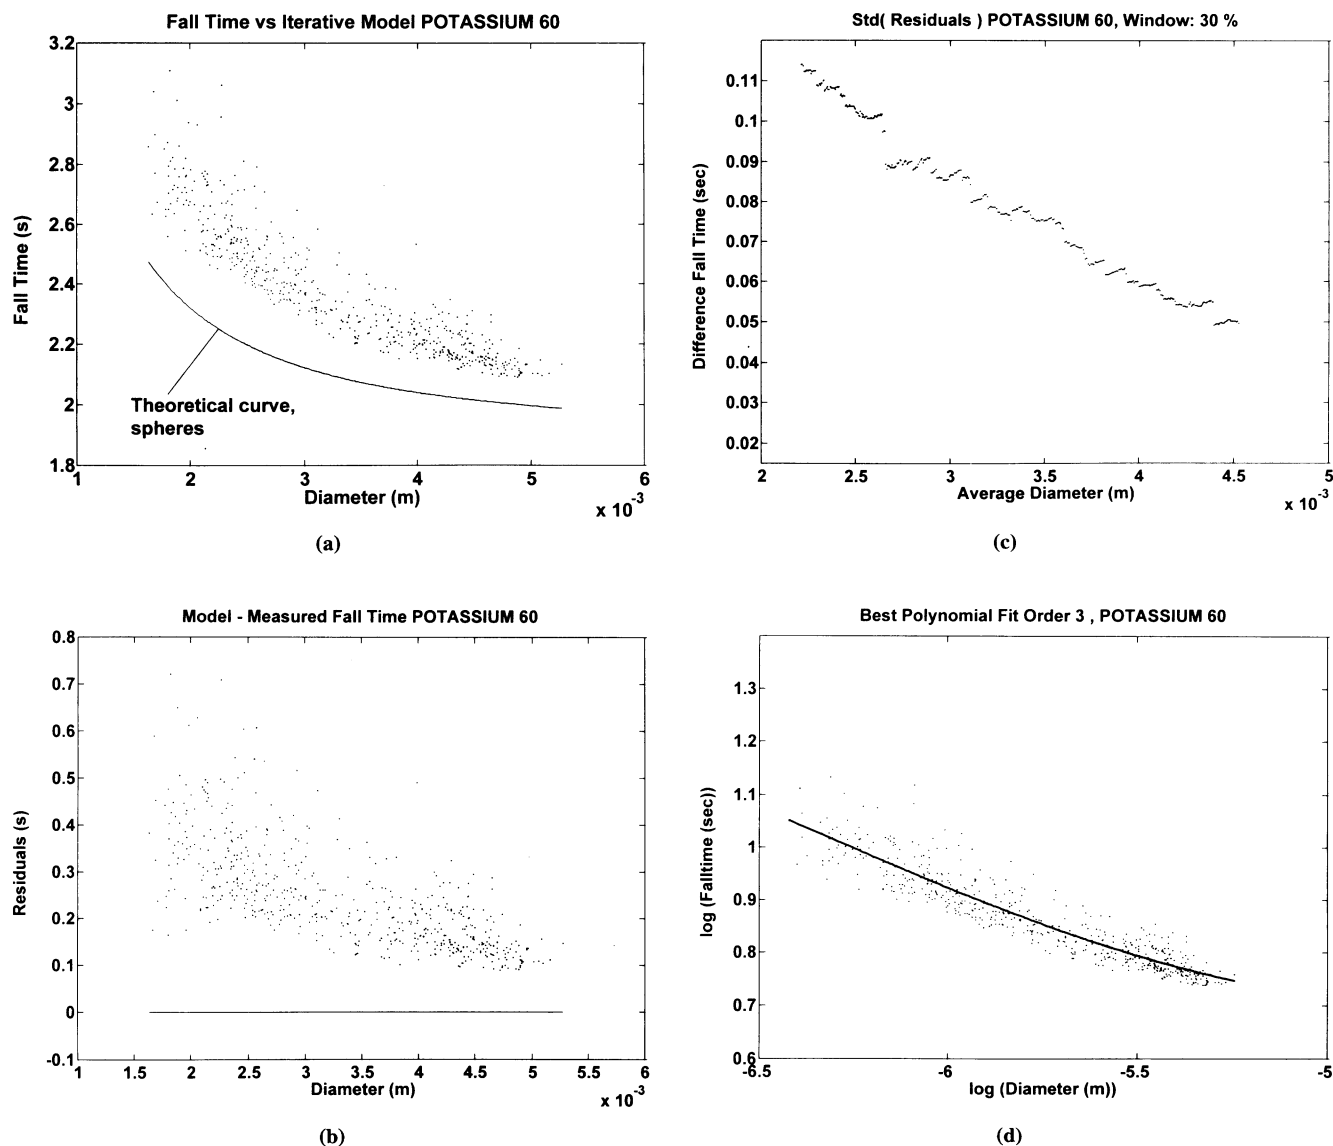 Fall Time vs Iterative Model POTASSIUM 60
3.2
3
2.8
2.6
2.4
2.2
2
1.8
Fall Time (s)
Theoretical curve,
spheres
1 2 3 4 5 6
Diameter (m)
x 10-3
(a)
Std( Residuals ) POTASSIUM 60, Window: 30 %
0.11
0.1
0.09
0.08
0.07
0.06
0.05
0.04
0.03
0.02
Difference Fall Time (sec)
2 2.5 3 3.5 4 4.5 5
Average Diameter (m)
x 10-3
(c)
Model - Measured Fall Time POTASSIUM 60
0.8
0.7
0.6
0.5
0.4
0.3
0.2
0.1
0
-0.1
Residuals (s)
1 1.5 2 2.5 3 3.5 4 4.5 5 5.5 6
Diameter (m)
x 10-3
(b)
Best Polynomial Fit Order 3 , POTASSIUM 60
1.3
1.2
1.1
1
0.9
0.8
0.7
0.6
log (Falltime (sec))
-6.5 -6 -5.5 -5
log (Diameter (m))
(d)